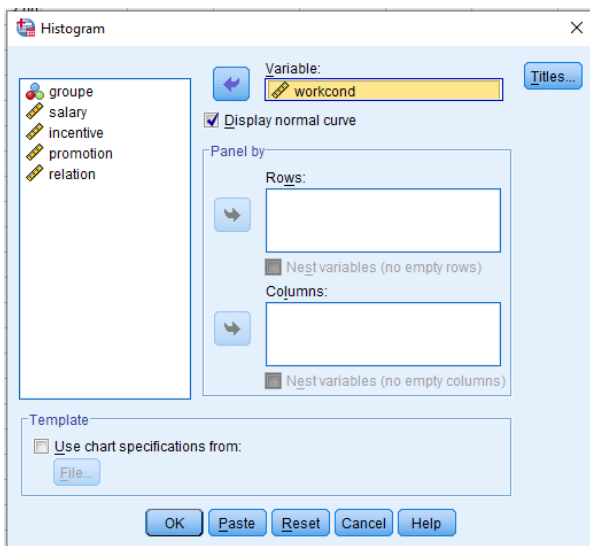 Histogram
groupe
salary
incentive
promotion
relation
Variable:
workcond
Titles...
Display normal curve
Panel by
Rows:
Nest variables (no empty rows)
Columns:
Nest variables (no empty columns)
Template
Use chart specifications from:
File...
OK Paste Reset Cancel Help